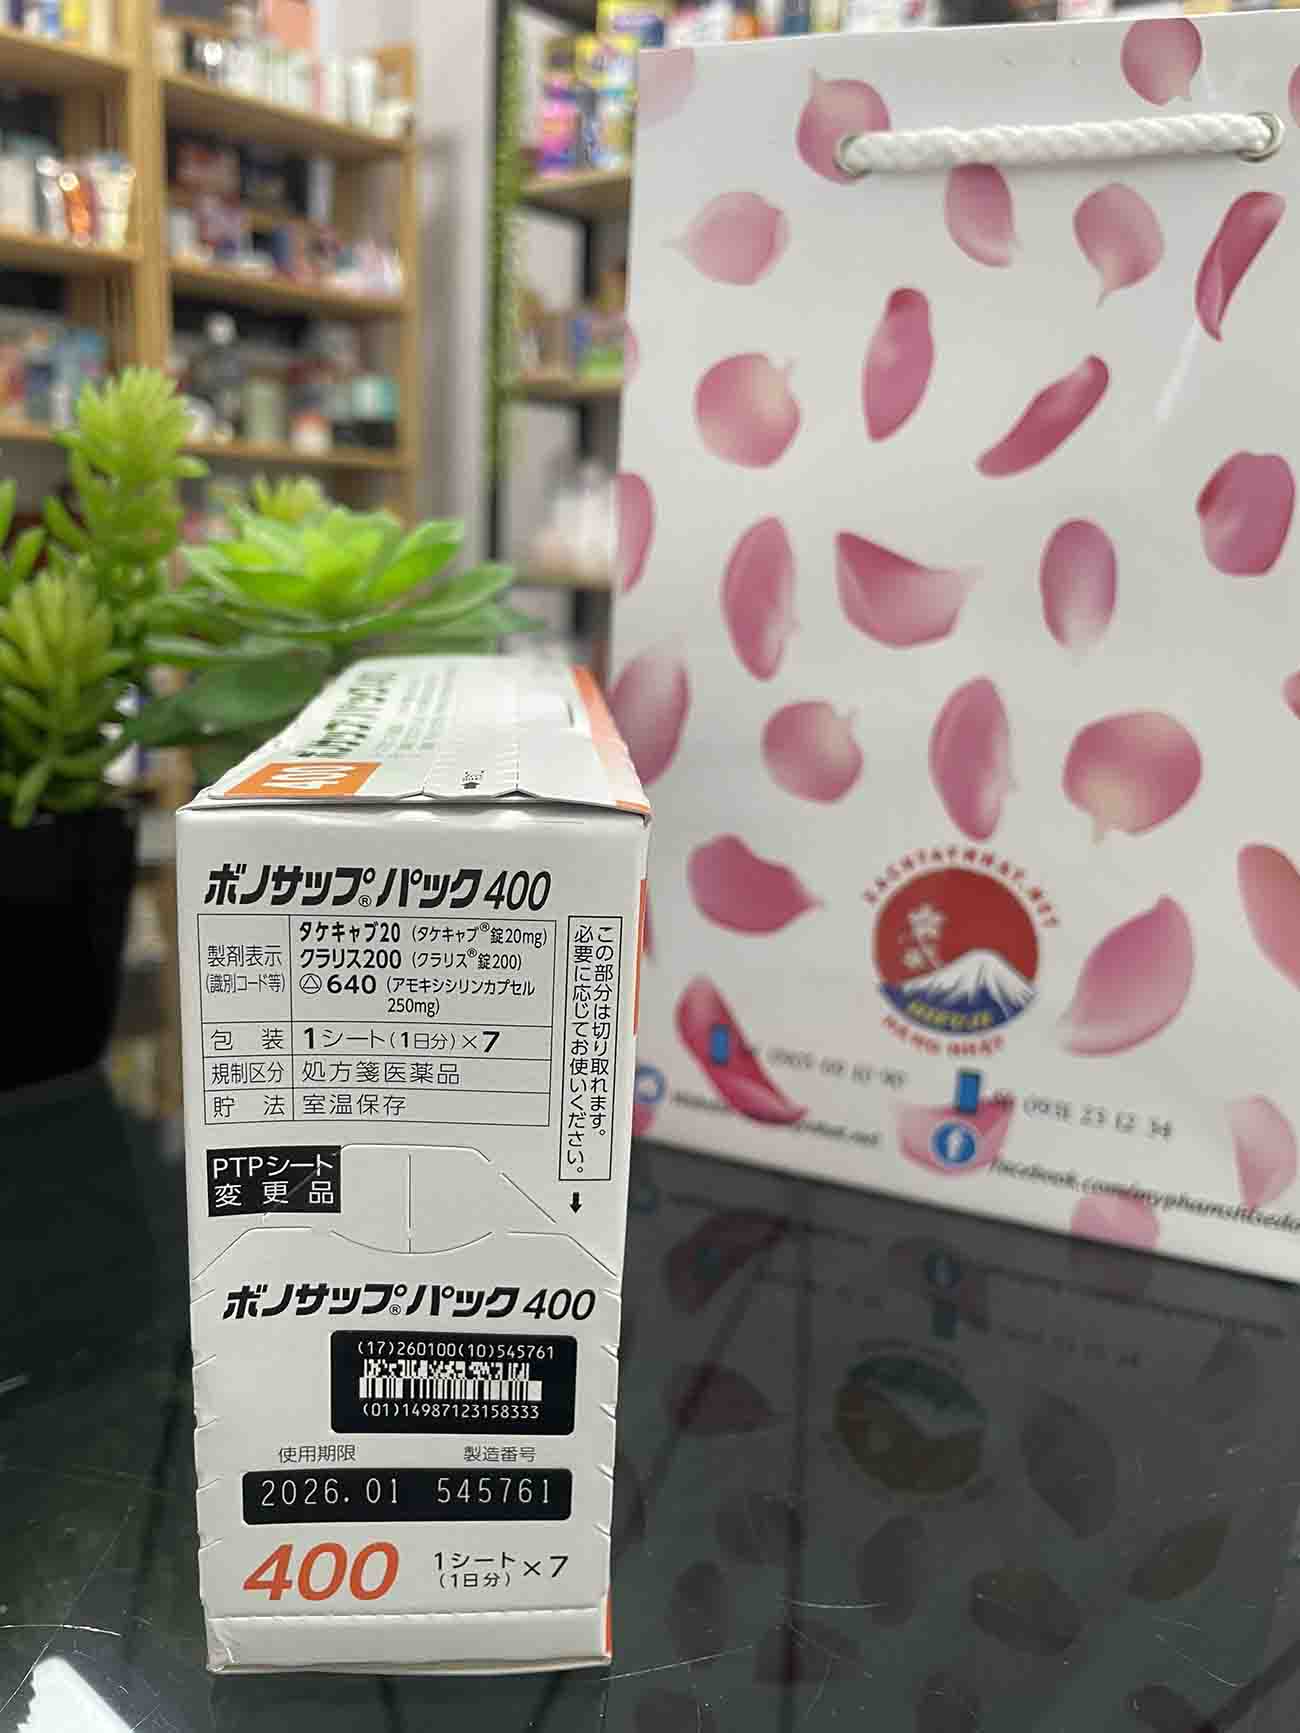 400
ボノサップ®パック400
製剤表示
(識別コード等)
タケキャブ20 (タケキャブ®錠20mg)
クラリス200 (クラリス®錠200)
640 (アモキシシリンカプセル
250mg)
包 装 1シート(1日分)×7
規制区分 処方箋医薬品
貯 法 室温保存
この部分は切り取れます。
必要に応じてお使いください。
PTPシート
変更品
ボノサップ®パック400
(17)260100(10)545761
(01)14987123158333
使用期限 製造番号
2026.01 545761
400
1シート
(1日分)
×7
HANG NHAT
0931 23 12 34